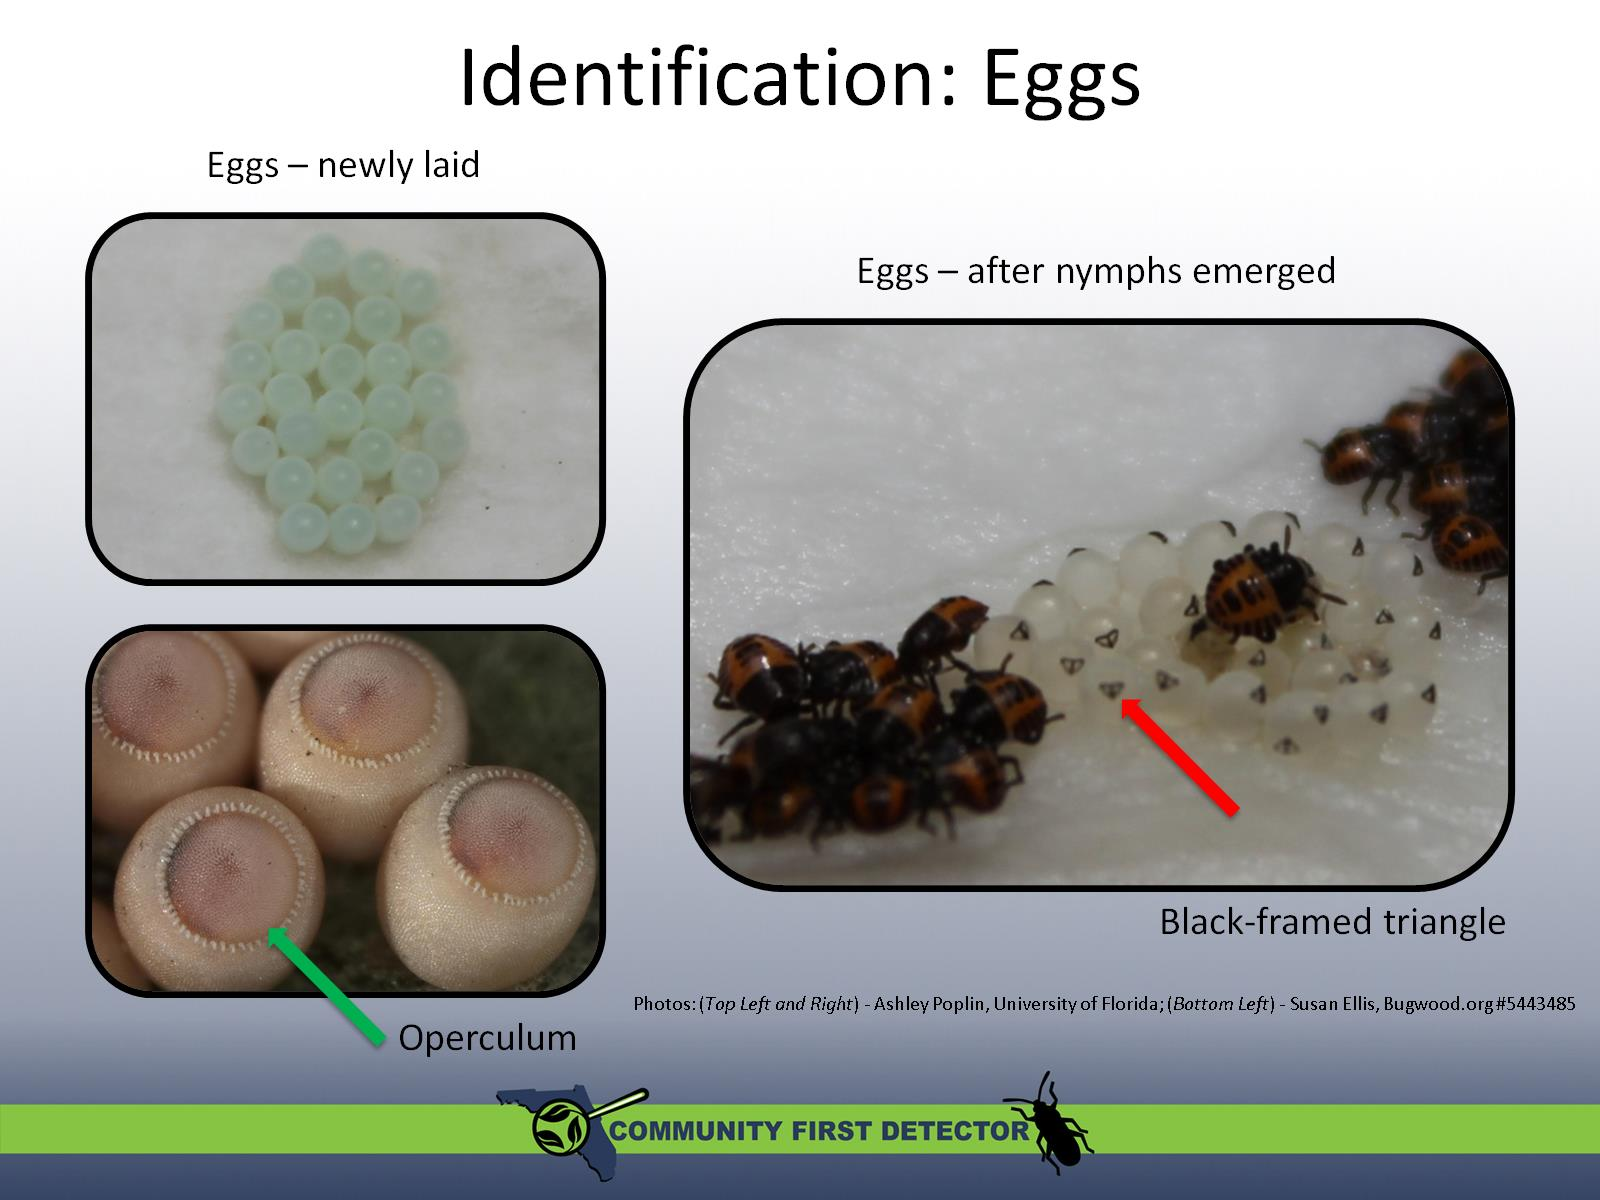 Identification: Eggs
Eggs – newly laid
Eggs – after nymphs emerged
Black-framed triangle
Photos: (Top Left and Right) - Ashley Poplin, University of Florida; (Bottom Left) - Susan Ellis, Bugwood.org#5443485
Operculum
COMMUNITY FIRST DETECTOR